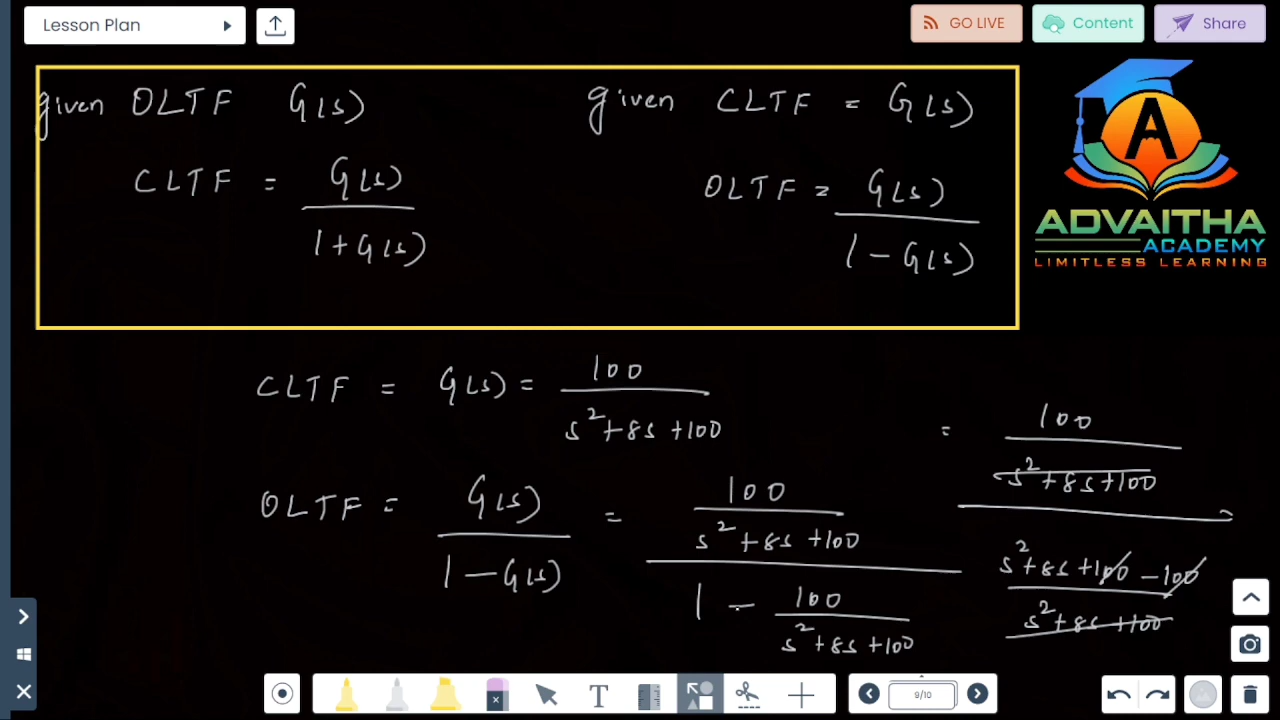 Lesson Plan
GO LIVE
Content
Share
given OLTF G(s)
given CLTF = G(s)
CLTF = G(s) / 1 + G(s)
OLTF = G(s) / 1 - G(s)
A
ADVAITHA
ACADEMY
LIMITLESS LEARNING
CLTF = G(s) = 100 / s² + 8s + 100
OLTF = G(s) / 1 - G(s) = 100 / s² + 8s + 100 / 1 - 100 / s² + 8s + 100
= 100 / s² + 8s + 100 / s² + 8s + 100 - 100 / s² + 8s + 100 =
T
9/10